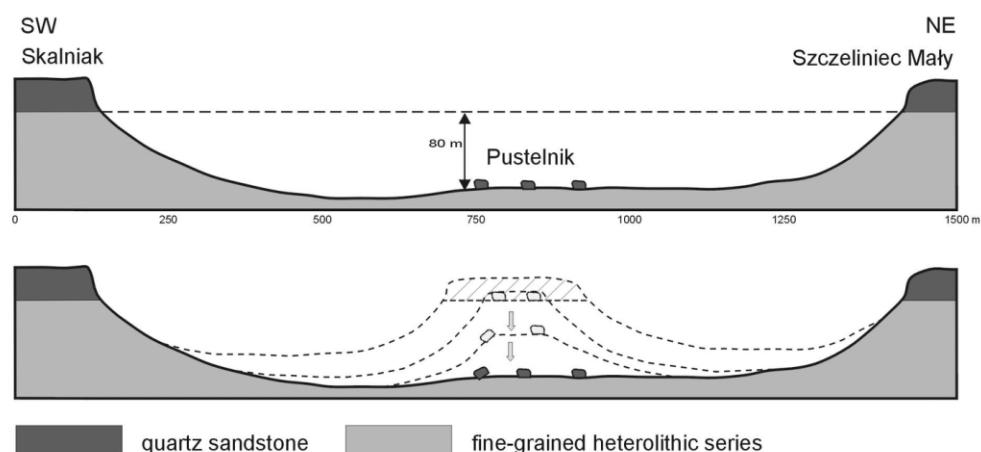 SW
NE
Skalniak
Szczeliniec Mały
80 m
Pustelnik
0
250
500
750
1000
1250
1500 m
quartz sandstone
fine-grained heterolithic series